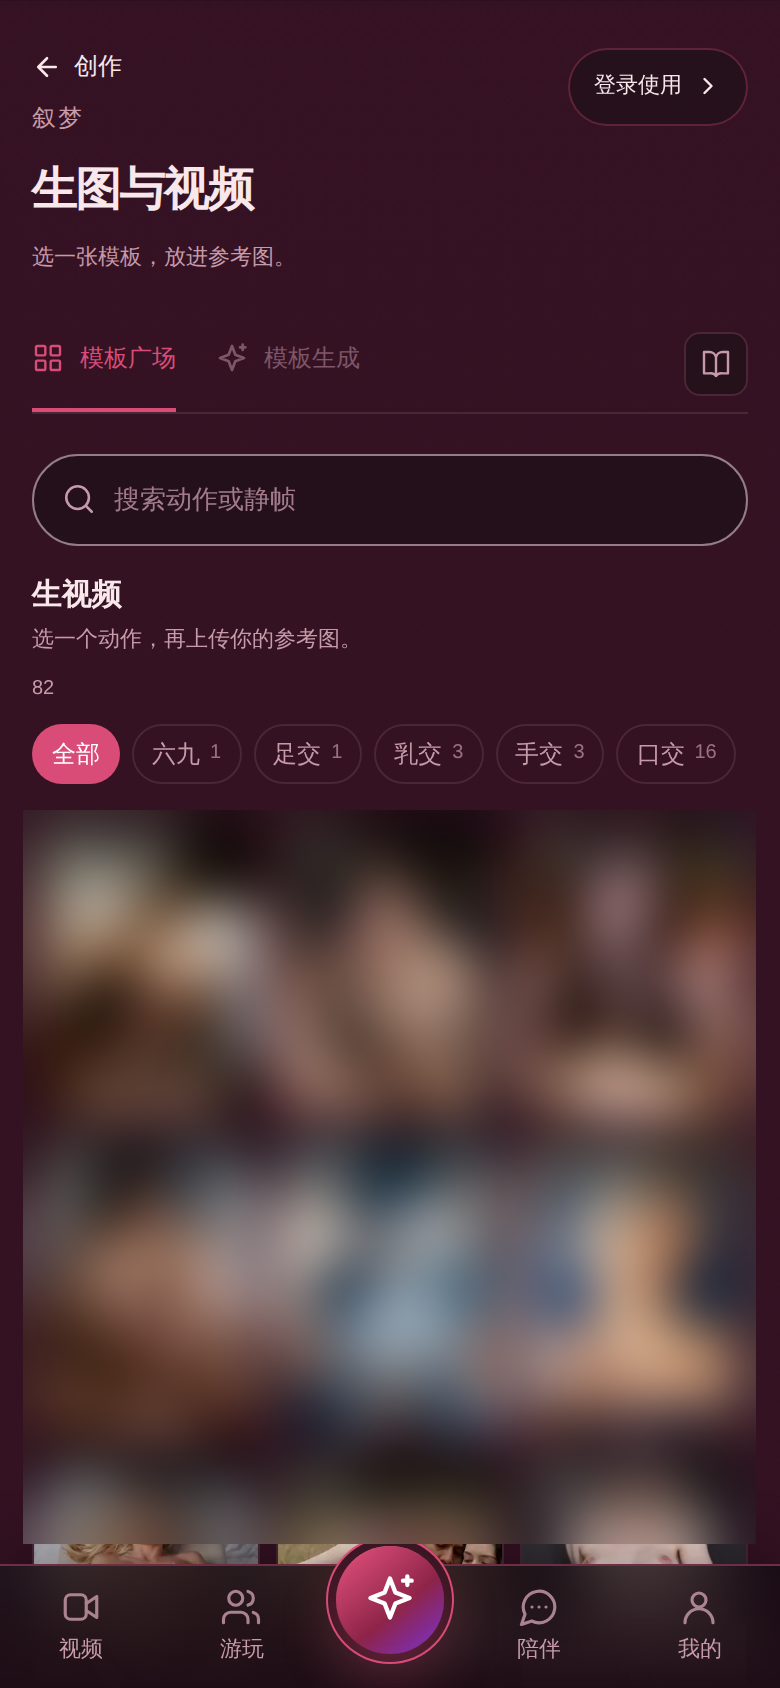 创作
登录使用
叙梦
生图与视频
选一张模板，放进参考图。
模板广场
模板生成
搜索动作或静帧
生视频
选一个动作，再上传你的参考图。
82
全部 六九 1 足交 1 乳交 3 手交 3 口交 16
视频 游玩 陪伴 我的